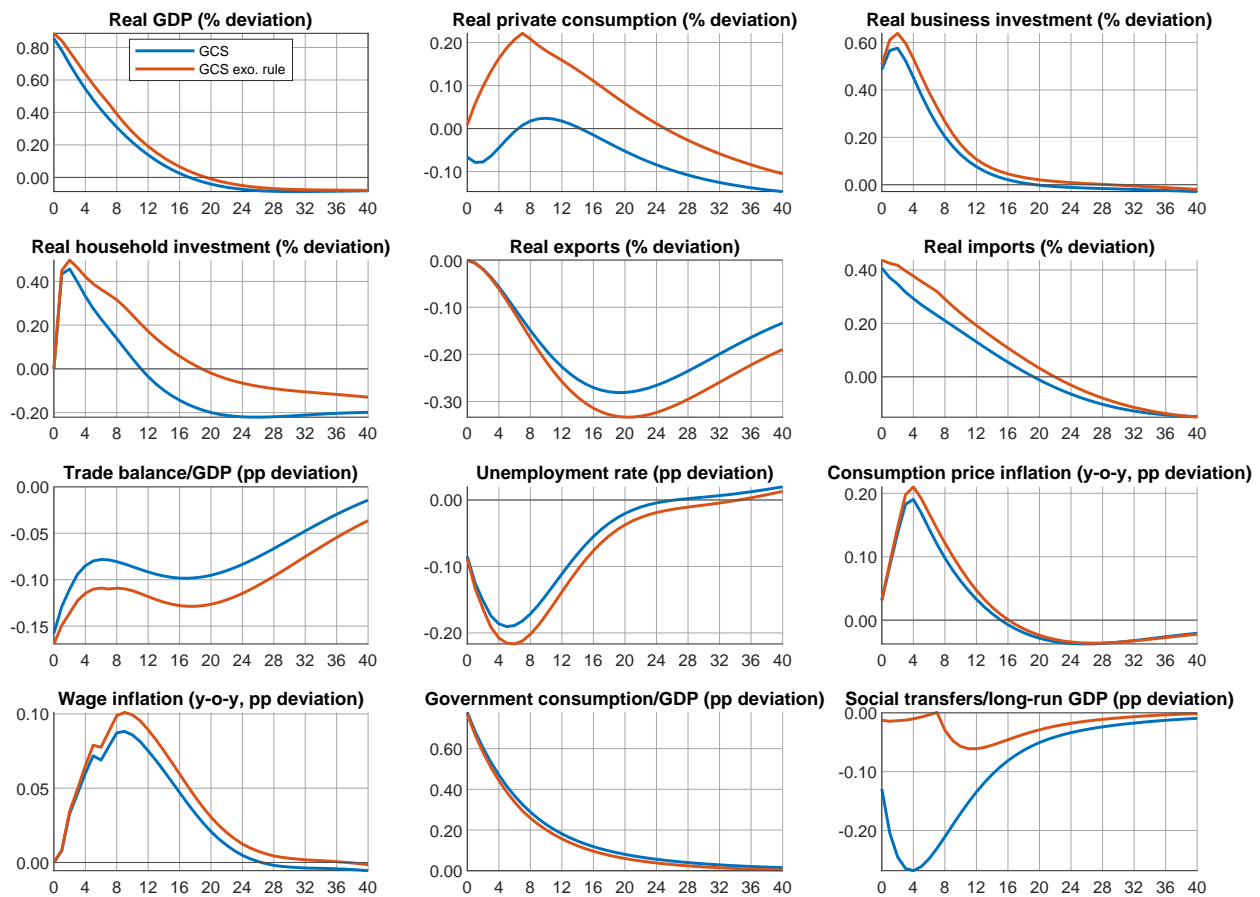 Real GDP (% deviation)
0.80
0.60
0.40
0.20
0.00
0 4 8 12 16 20 24 28 32 36 40
GCS
GCS exo. rule
Real private consumption (% deviation)
0.20
0.10
0.00
-0.10
0 4 8 12 16 20 24 28 32 36 40
Real business investment (% deviation)
0.60
0.40
0.20
0.00
0 4 8 12 16 20 24 28 32 36 40
Real household investment (% deviation)
0.40
0.20
0.00
-0.20
0 4 8 12 16 20 24 28 32 36 40
Real exports (% deviation)
0.00
-0.10
-0.20
-0.30
0 4 8 12 16 20 24 28 32 36 40
Real imports (% deviation)
0.40
0.20
0.00
0 4 8 12 16 20 24 28 32 36 40
Trade balance/GDP (pp deviation)
0.00
-0.05
-0.10
-0.15
0 4 8 12 16 20 24 28 32 36 40
Unemployment rate (pp deviation)
0.00
-0.10
-0.20
0 4 8 12 16 20 24 28 32 36 40
Consumption price inflation (y-o-y, pp deviation)
0.20
0.10
0.00
0 4 8 12 16 20 24 28 32 36 40
Wage inflation (y-o-y, pp deviation)
0.10
0.05
0.00
0 4 8 12 16 20 24 28 32 36 40
Government consumption/GDP (pp deviation)
0.60
0.40
0.20
0.00
0 4 8 12 16 20 24 28 32 36 40
Social transfers/long-run GDP (pp deviation)
0.00
-0.10
-0.20
0 4 8 12 16 20 24 28 32 36 40